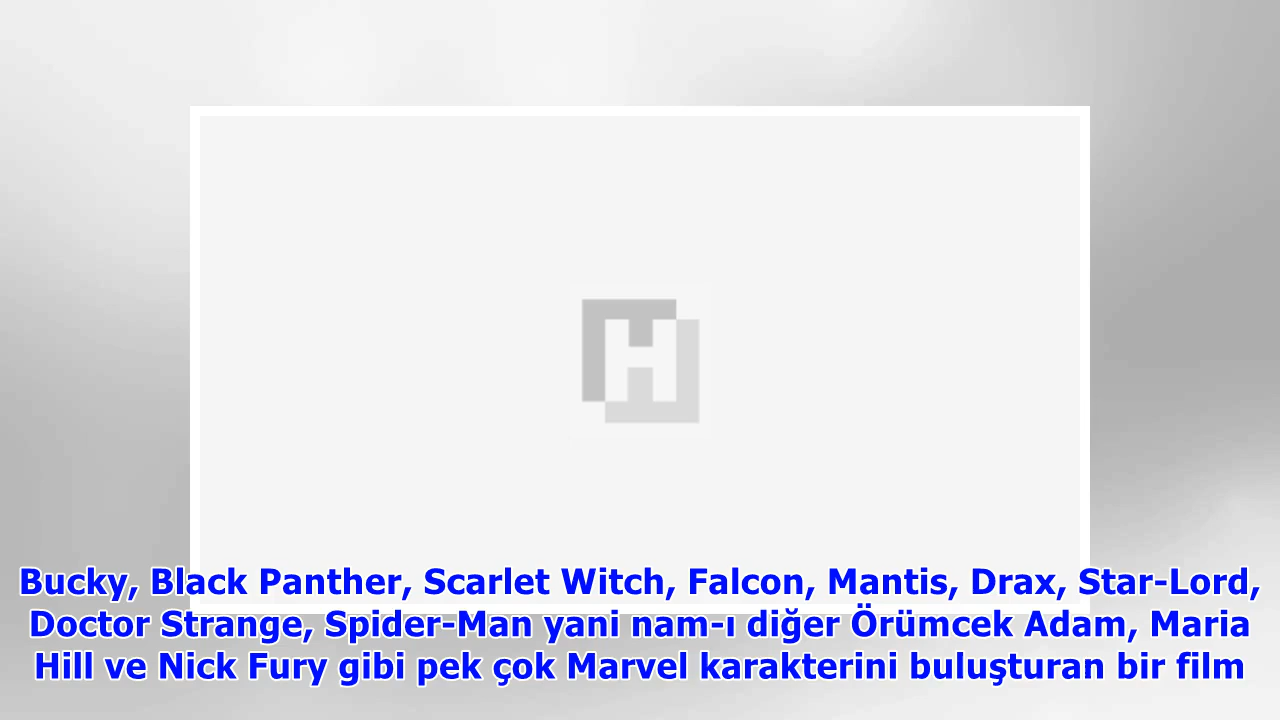 Bucky, Black Panther, Scarlet Witch, Falcon, Mantis, Drax, Star-Lord,
Doctor Strange, Spider-Man yani nam-ı diğer Örümcek Adam, Maria
Hill ve Nick Fury gibi pek çok Marvel karakterini buluşturan bir film